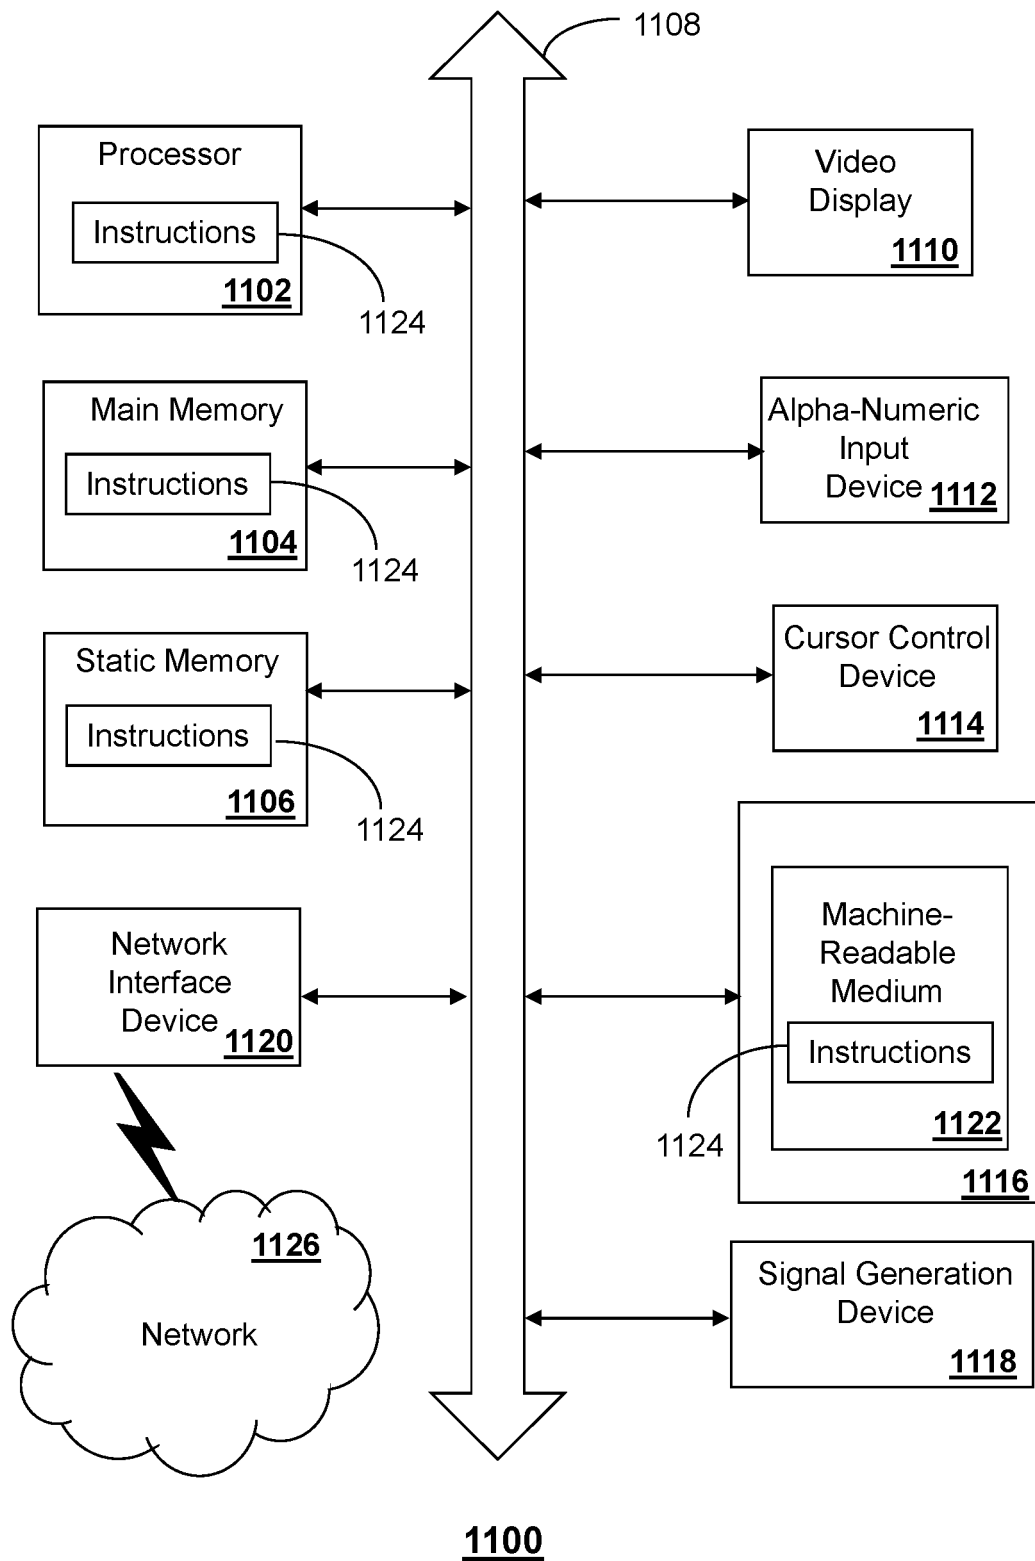 1108
Processor
Instructions
1102
1124
Video
Display
1110
Main Memory
Instructions
1104
1124
Alpha-Numeric
Input
Device 1112
Static Memory
Instructions
1106
1124
Cursor Control
Device
1114
Network
Interface
Device 1120
Machine-
Readable
Medium
Instructions
1122
1124
1116
1126
Network
Signal Generation
Device
1118
1100